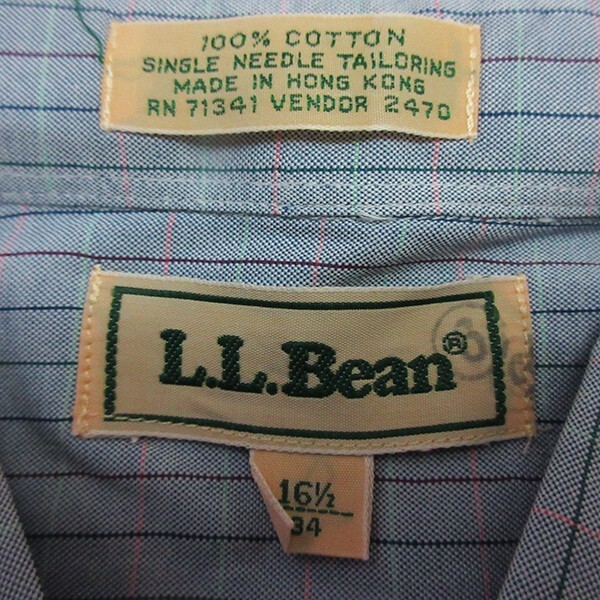 100% COTTON
SINGLE NEEDLE TAILORING
MADE IN HONG KONG
RN 71341 VENDOR 2470
L.L.Bean®
16½
34